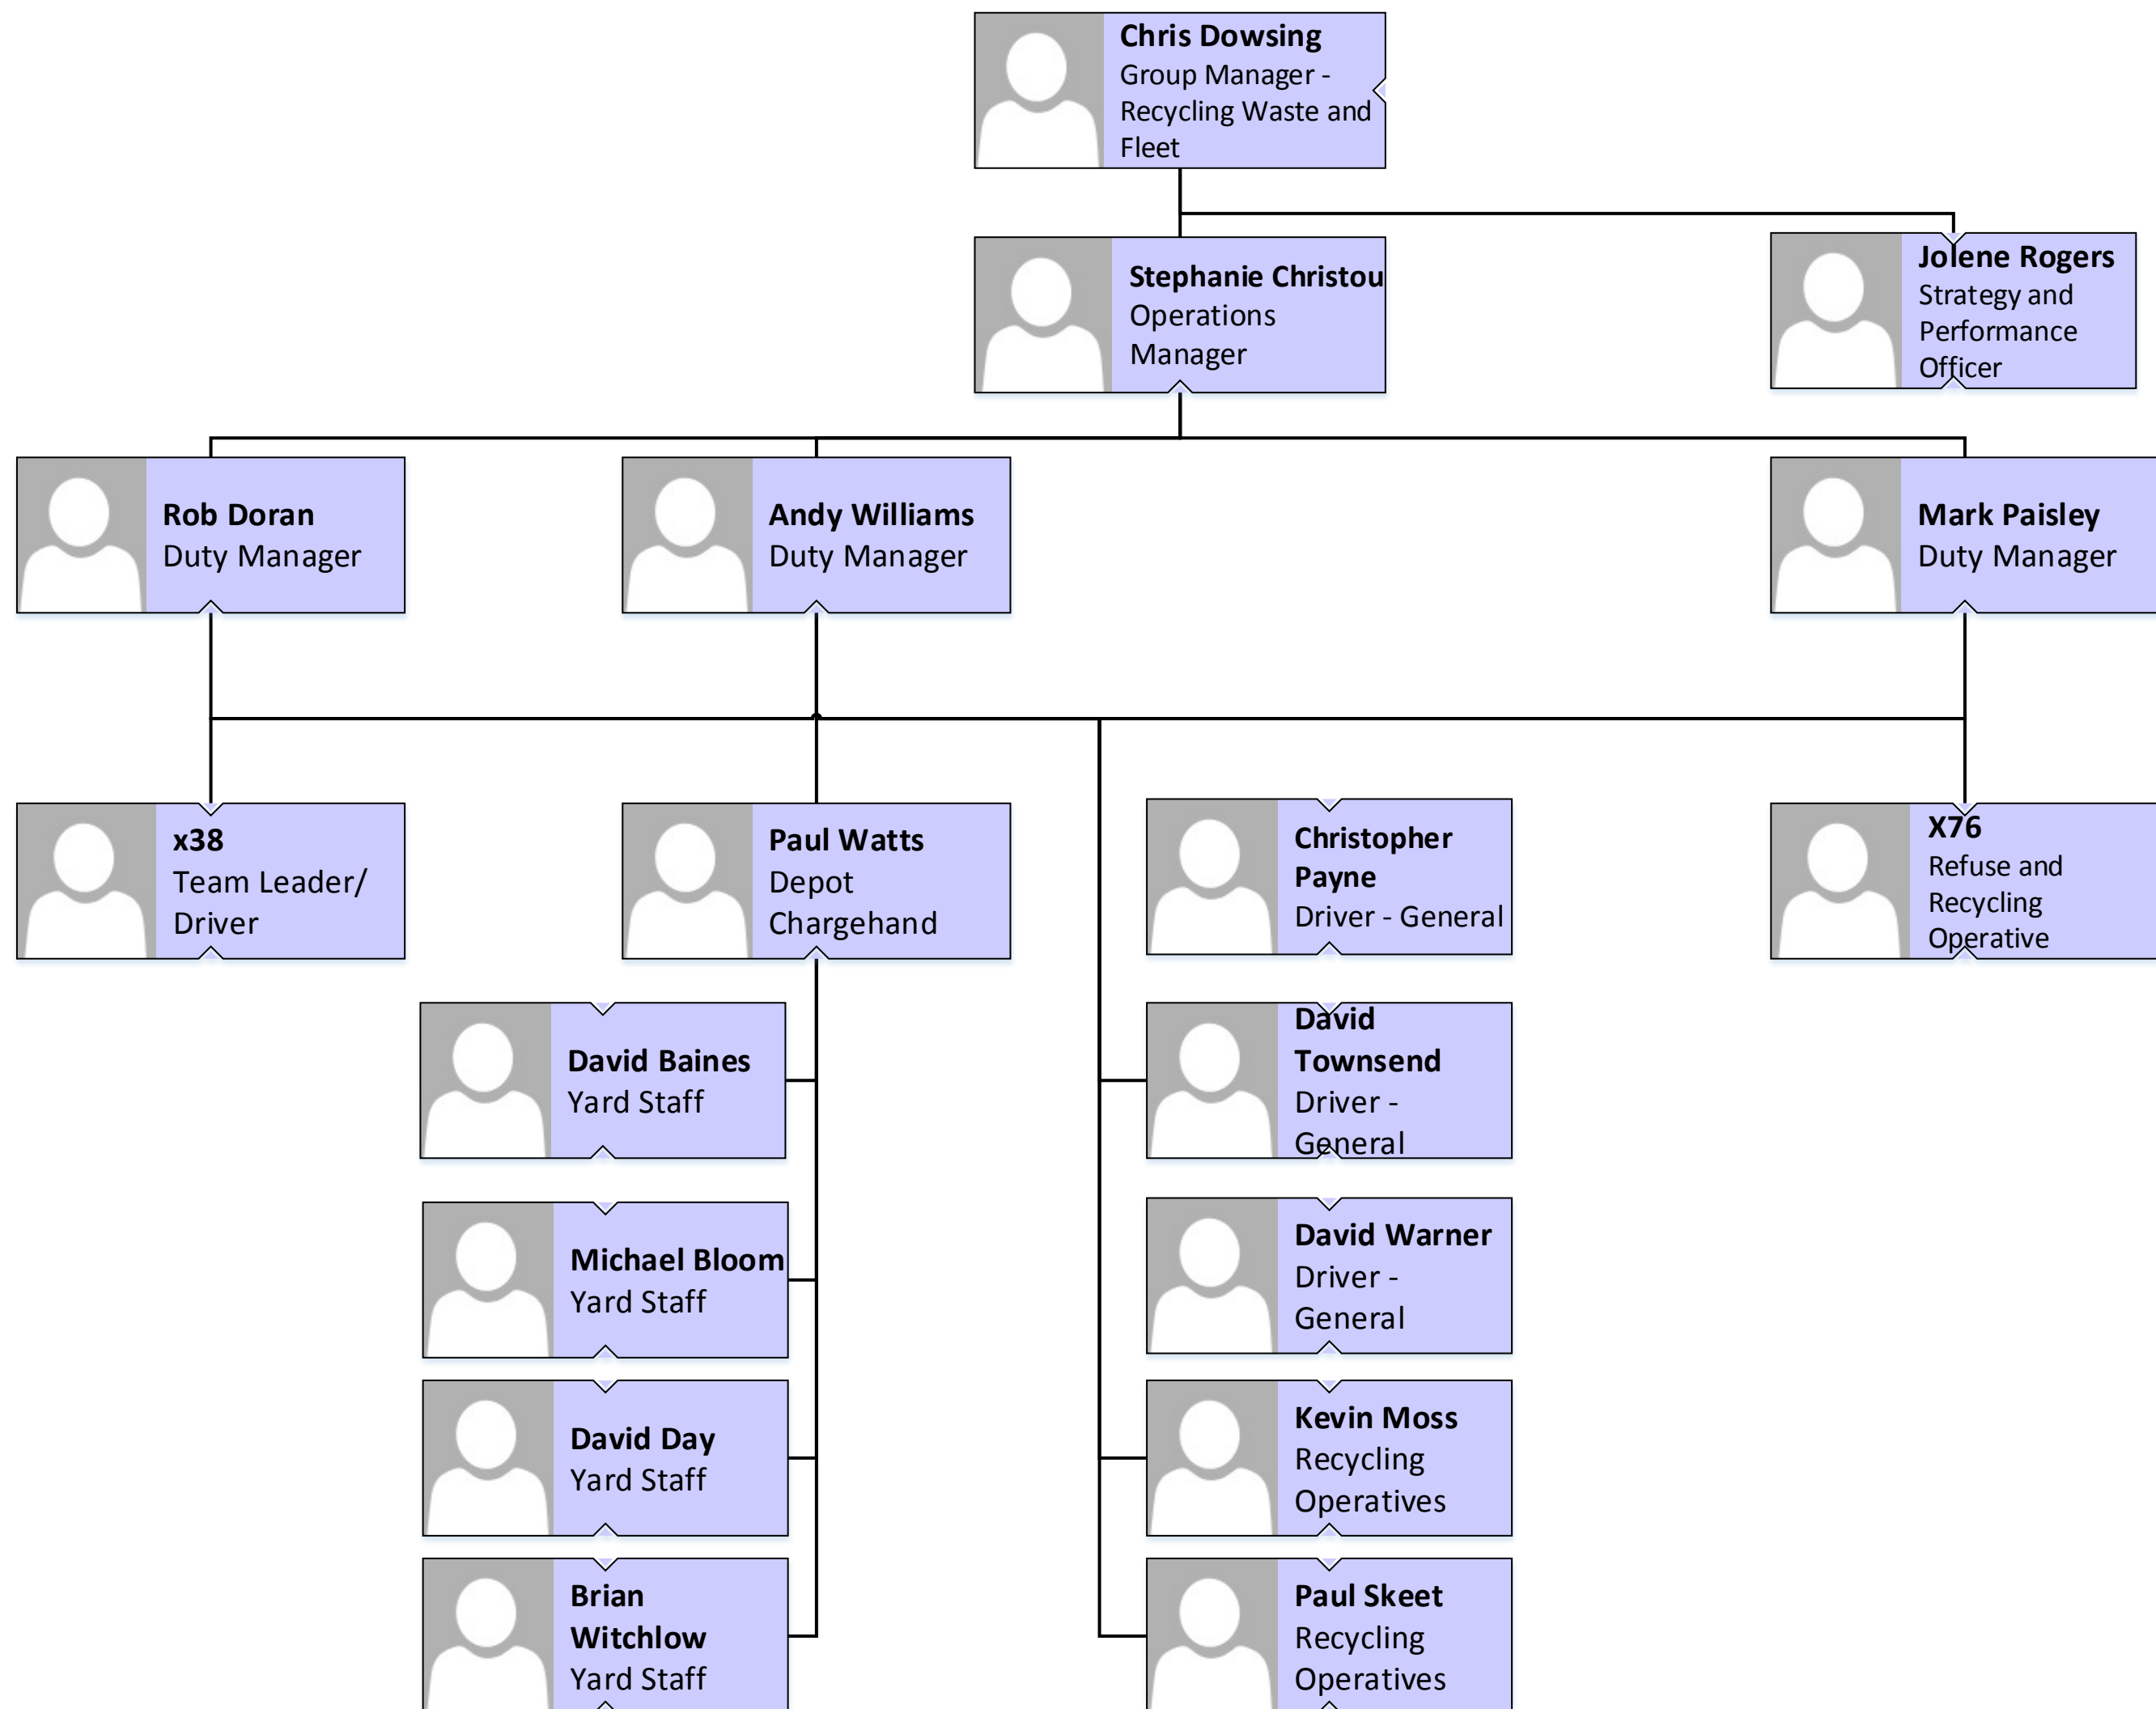 Chris Dowsing
Group Manager -
Recycling Waste and
Fleet
Stephanie Christou
Operations
Manager
Jolene Rogers
Strategy and
Performance
Officer
Rob Doran
Duty Manager
Andy Williams
Duty Manager
Mark Paisley
Duty Manager
x38
Team Leader/
Driver
Paul Watts
Depot
Chargehand
Christopher
Payne
Driver - General
X76
Refuse and
Recycling
Operative
David Baines
Yard Staff
David
Townsend
Driver -
General
Michael Bloom
Yard Staff
David Warner
Driver -
General
David Day
Yard Staff
Kevin Moss
Recycling
Operatives
Brian
Witchlow
Yard Staff
Paul Skeet
Recycling
Operatives